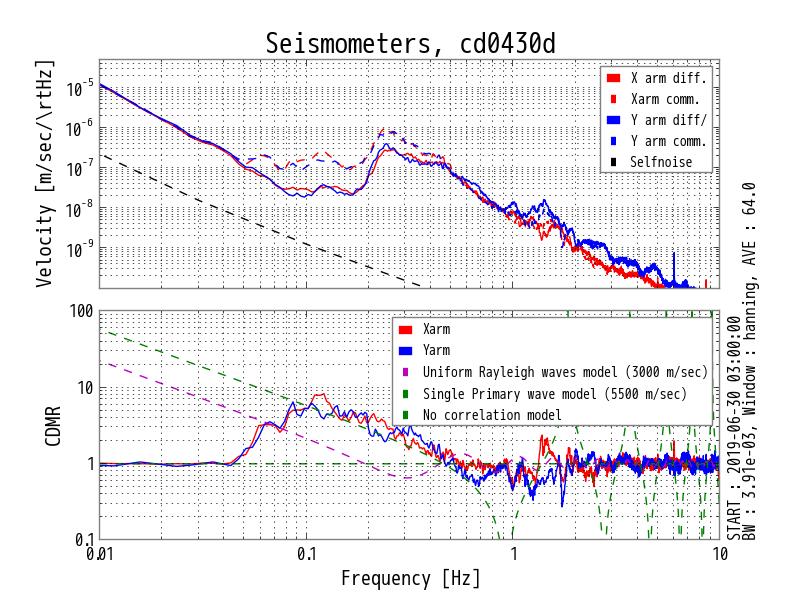 Seismometers, cd0430d
Velocity [m/sec/\rtHz]
10^-5
10^-6
10^-7
10^-8
10^-9
X arm diff.
Xarm comm.
Y arm diff/
Y arm comm.
Selfnoise
CDMR
100
10
1
0.1
Xarm
Yarm
Uniform Rayleigh waves model (3000 m/sec)
Single Primary wave model (5500 m/sec)
No correlation model
0.01 0.1 1 10
Frequency [Hz]
START : 2019-06-30 03:00:00
BW : 3.91e-03, Window : hanning, AVE : 64.0